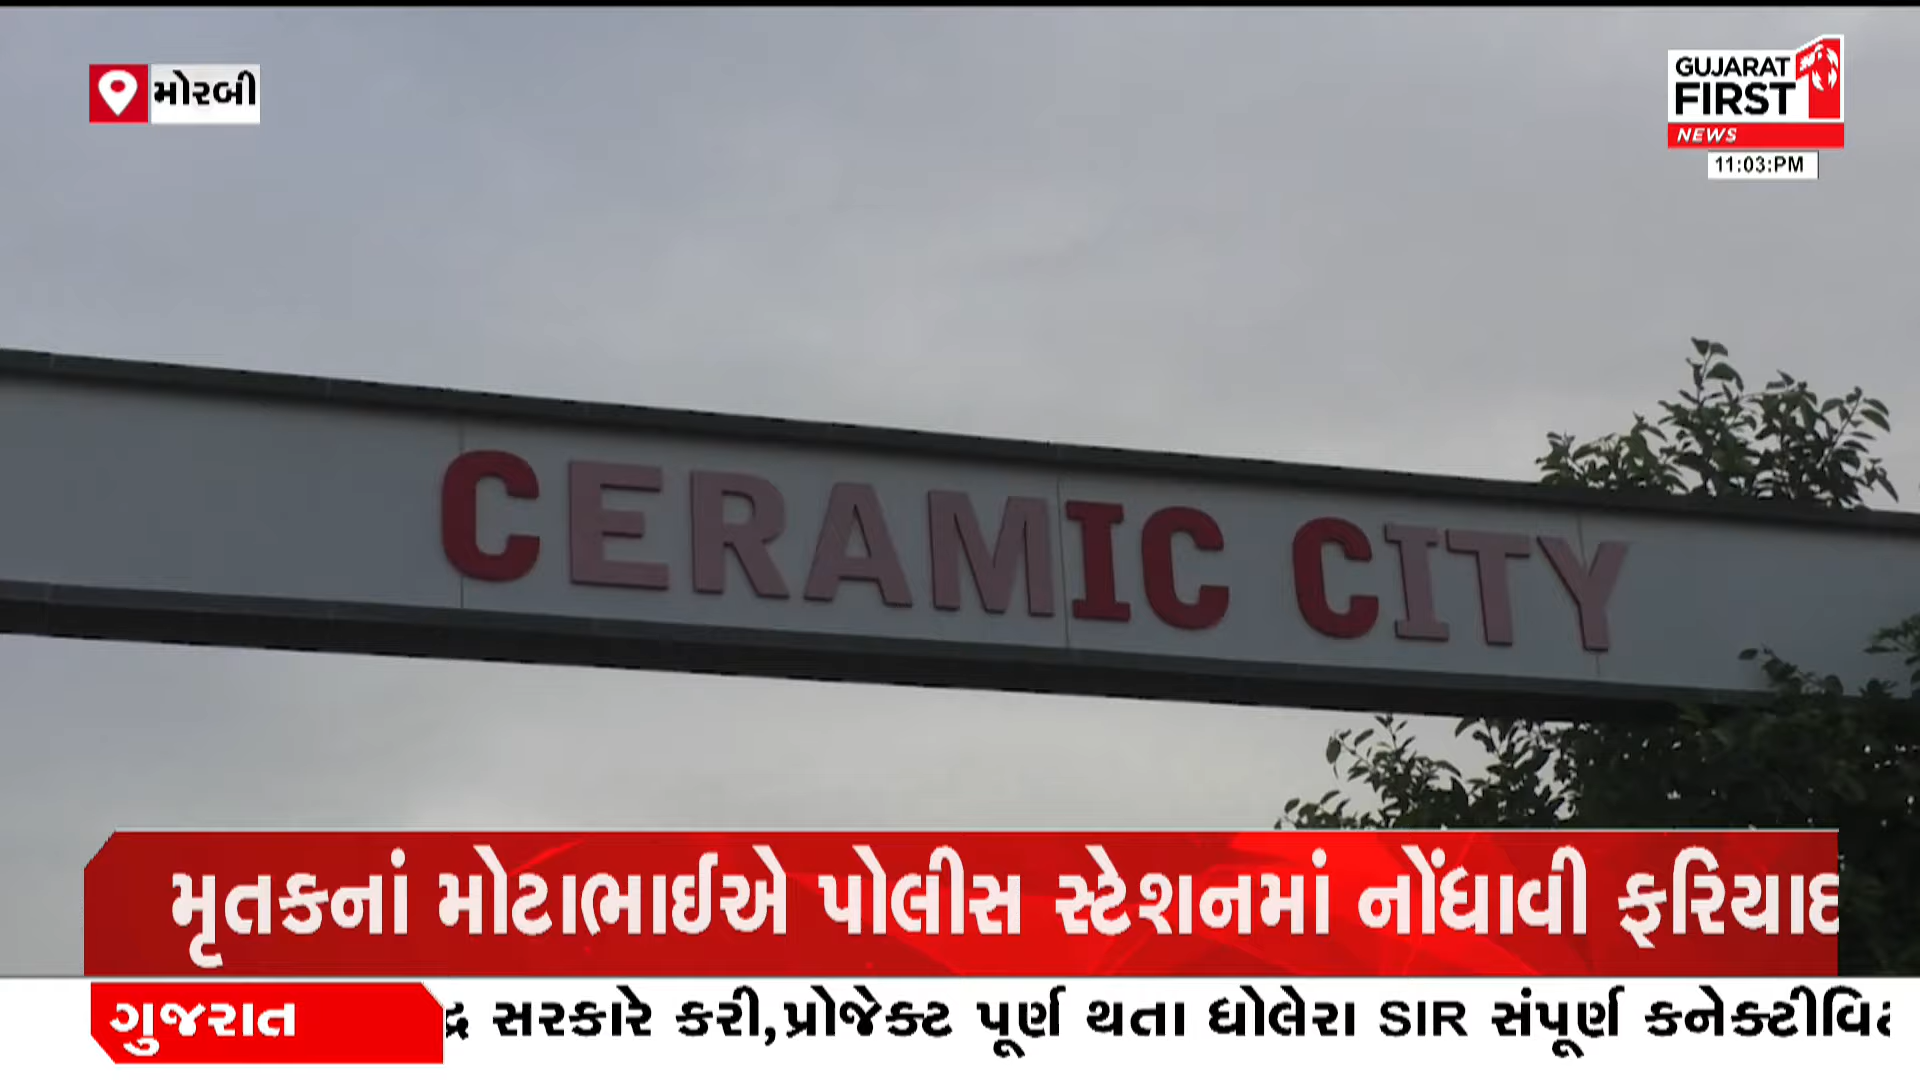 મોરબી
GUJARAT
FIRST
NEWS
11:03:PM
CERAMIC CITY
મૃતકનાં મોટાભાઈએ પોલીસ સ્ટેશનમાં નોંધાવી ફરિયાદ
ગુજરાત
સરકારે કરી,પ્રોજેક્ટ પૂર્ણ થતા ધોલેરા SIR સંપૂર્ણ